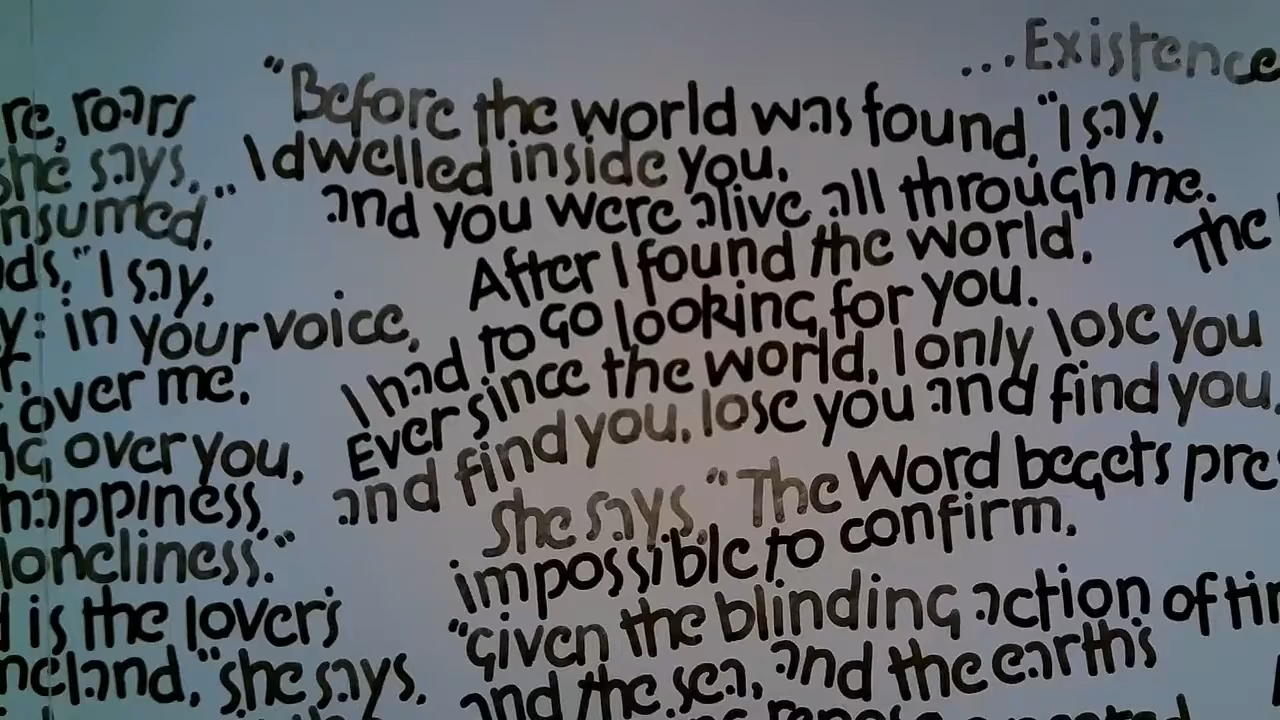 ...Existence
re, roars
she says,
nsumed."
ds," I say,
y: in your voice,
over me.
over you,
happiness,
loneliness."
is the lover's
neland," she says.
"Before the world was found," I say.
I dwelled inside you,
and you were alive all through me.
After I found the world,
I had to go looking for you.
Ever since the world, I only lose you
and find you, lose you and find you,
She says, "The Word begets pre
impossible to confirm,
"given the blinding action of tim
and the sea, and the earth's
The